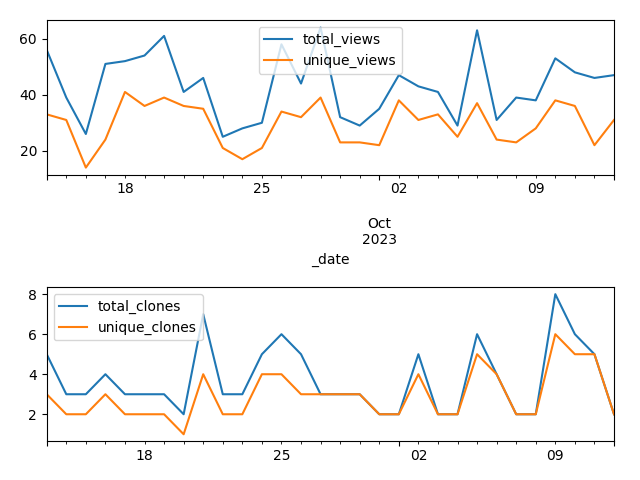 60
40
20
total_views
unique_views
18
25
02
09
Oct
2023
_date
8
6
4
2
total_clones
unique_clones
18
25
02
09